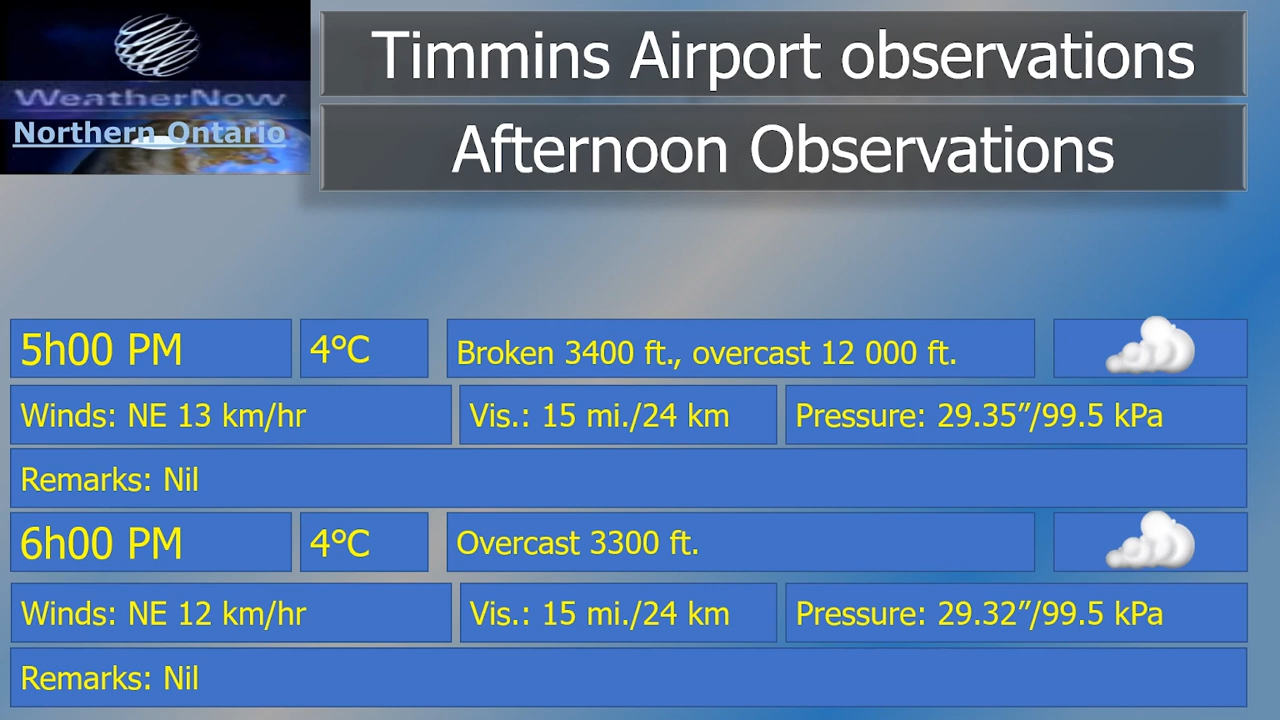 WeatherNow
Northern Ontario
Timmins Airport observations
Afternoon Observations
5h00 PM 4°C Broken 3400 ft., overcast 12 000 ft.
Winds: NE 13 km/hr Vis.: 15 mi./24 km Pressure: 29.35”/99.5 kPa
Remarks: Nil
6h00 PM 4°C Overcast 3300 ft.
Winds: NE 12 km/hr Vis.: 15 mi./24 km Pressure: 29.32”/99.5 kPa
Remarks: Nil